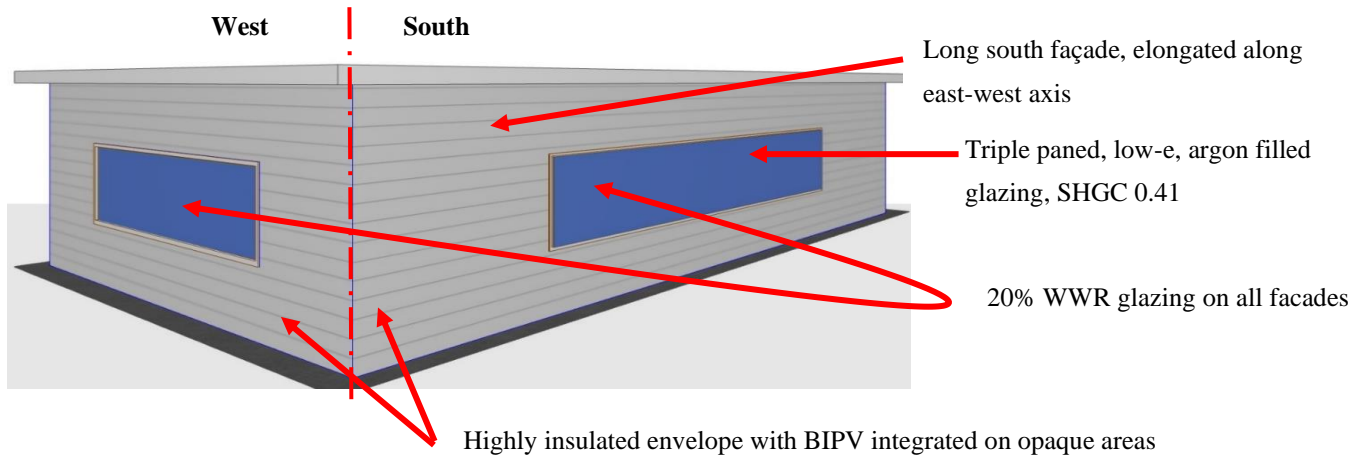 West
South
Long south façade, elongated along
east-west axis
Triple paned, low-e, argon filled
glazing, SHGC 0.41
20% WWR glazing on all facades
Highly insulated envelope with BIPV integrated on opaque areas